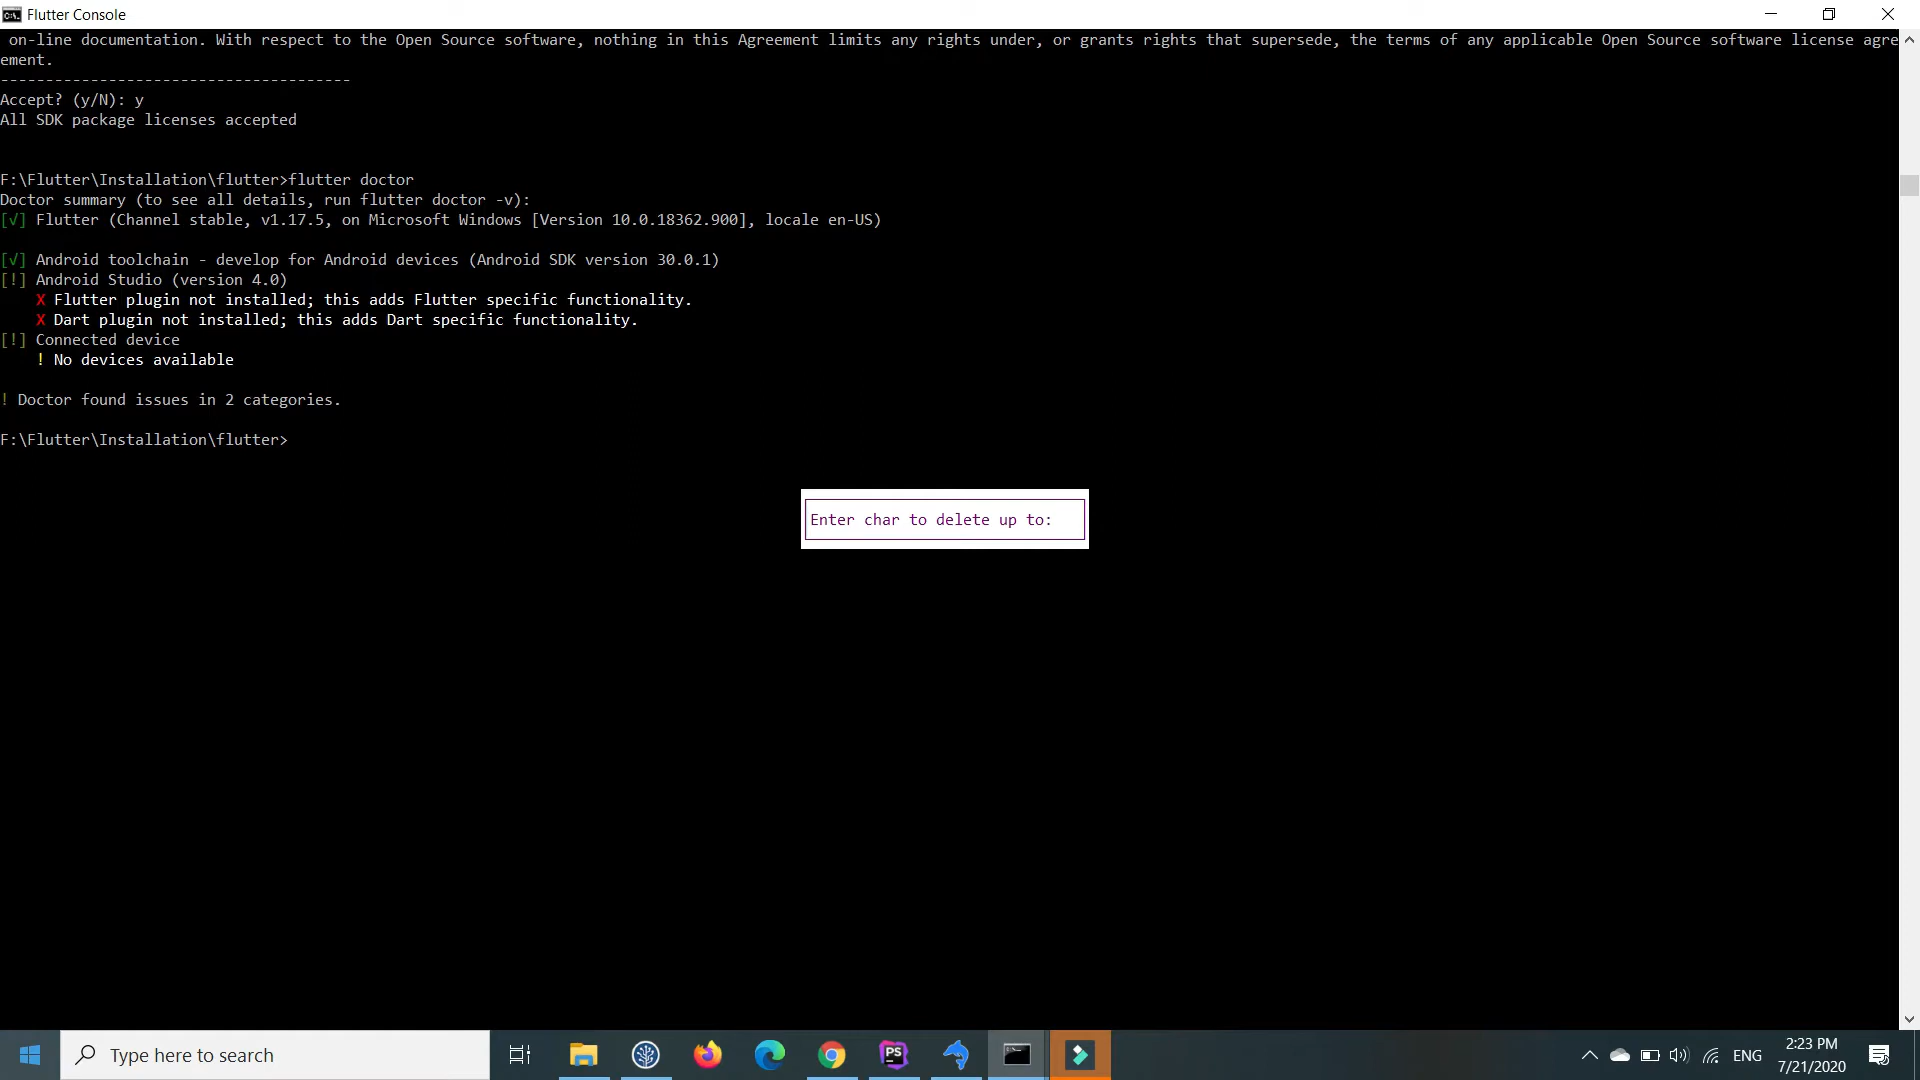 Flutter Console
on-line documentation. With respect to the Open Source software, nothing in this Agreement limits any rights under, or grants rights that supersede, the terms of any applicable Open Source software license agre
ement.
---------------------------------------
Accept? (y/N): y
All SDK package licenses accepted
F:\Flutter\Installation\flutter>flutter doctor
Doctor summary (to see all details, run flutter doctor -v):
[√] Flutter (Channel stable, v1.17.5, on Microsoft Windows [Version 10.0.18362.900], locale en-US)
[√] Android toolchain - develop for Android devices (Android SDK version 30.0.1)
[!] Android Studio (version 4.0)
X Flutter plugin not installed; this adds Flutter specific functionality.
X Dart plugin not installed; this adds Dart specific functionality.
[!] Connected device
! No devices available
! Doctor found issues in 2 categories.
F:\Flutter\Installation\flutter>
Enter char to delete up to:
Type here to search
PS
ENG
2:23 PM
7/21/2020